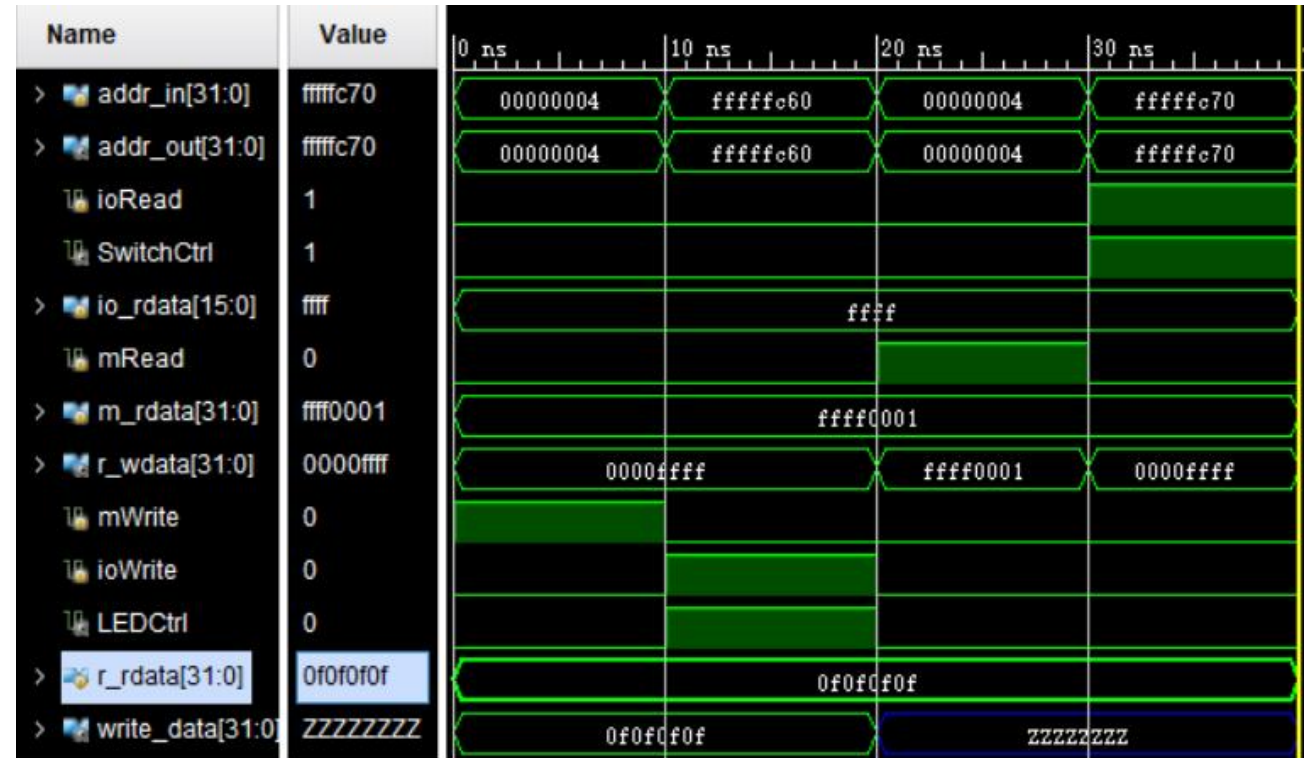 Name Value 0 ns 10 ns 20 ns 30 ns
addr_in[31:0] fffffc70 00000004 fffffc60 00000004 fffffc70
addr_out[31:0] fffffc70 00000004 fffffc60 00000004 fffffc70
ioRead 1
SwitchCtrl 1
io_rdata[15:0] ffff ffff
mRead 0
m_rdata[31:0] ffff0001 ffff0001
r_wdata[31:0] 0000ffff 0000ffff ffff0001 0000ffff
mWrite 0
ioWrite 0
LEDCtrl 0
r_rdata[31:0] 0f0f0f0f 0f0f0f0f
write_data[31:0] ZZZZZZZZ 0f0f0f0f ZZZZZZZZ